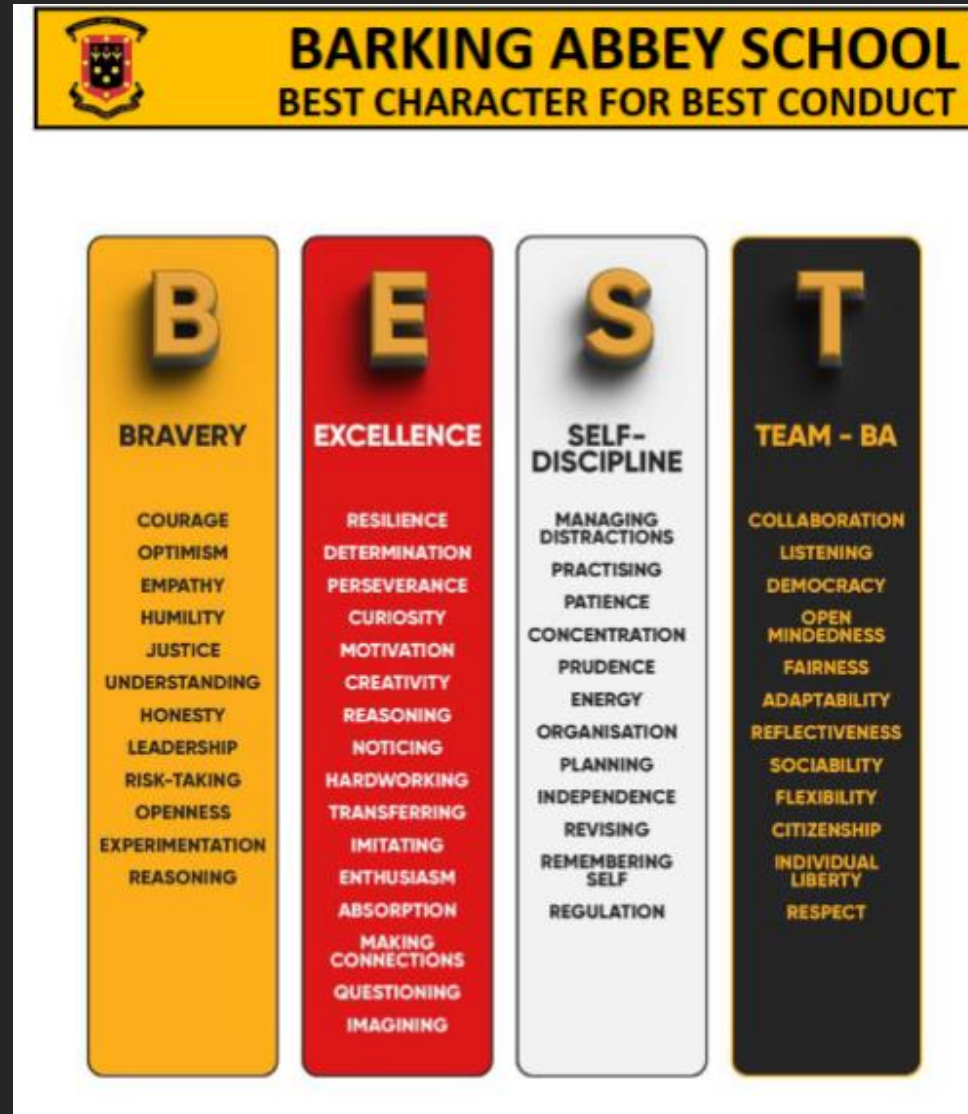 BARKING ABBEY SCHOOL
BEST CHARACTER FOR BEST CONDUCT
B
BRAVERY
COURAGE
OPTIMISM
EMPATHY
HUMILITY
JUSTICE
UNDERSTANDING
HONESTY
LEADERSHIP
RISK-TAKING
OPENNESS
EXPERIMENTATION
REASONING
E
EXCELLENCE
RESILIENCE
DETERMINATION
PERSEVERANCE
CURIOSITY
MOTIVATION
CREATIVITY
REASONING
NOTICING
HARDWORKING
TRANSFERRING
IMITATING
ENTHUSIASM
ABSORPTION
MAKING
CONNECTIONS
QUESTIONING
IMAGINING
S
SELF-
DISCIPLINE
MANAGING
DISTRACTIONS
PRACTISING
PATIENCE
CONCENTRATION
PRUDENCE
ENERGY
ORGANISATION
PLANNING
INDEPENDENCE
REVISING
REMEMBERING
SELF
REGULATION
T
TEAM - BA
COLLABORATION
LISTENING
DEMOCRACY
OPEN
MINDEDNESS
FAIRNESS
ADAPTABILITY
REFLECTIVENESS
SOCIABILITY
FLEXIBILITY
CITIZENSHIP
INDIVIDUAL
LIBERTY
RESPECT